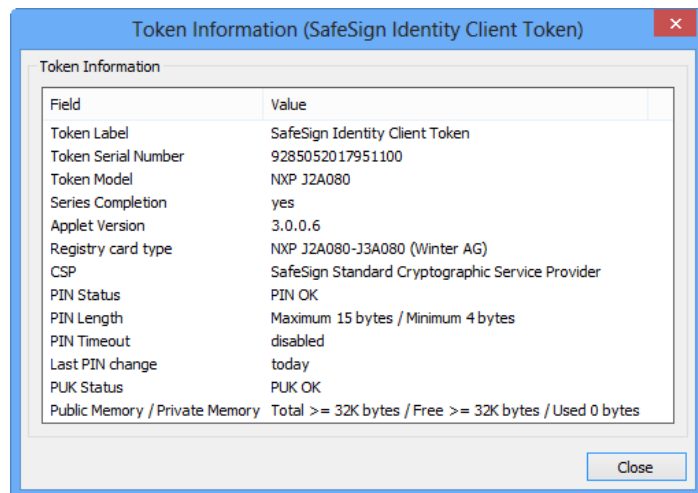 Token Information (SafeSign Identity Client Token)
Token Information
Field Value
Token Label SafeSign Identity Client Token
Token Serial Number 9285052017951100
Token Model NXP J2A080
Series Completion yes
Applet Version 3.0.0.6
Registry card type NXP J2A080-J3A080 (Winter AG)
CSP SafeSign Standard Cryptographic Service Provider
PIN Status PIN OK
PIN Length Maximum 15 bytes / Minimum 4 bytes
PIN Timeout disabled
Last PIN change today
PUK Status PUK OK
Public Memory / Private Memory Total >= 32K bytes / Free >= 32K bytes / Used 0 bytes
Close